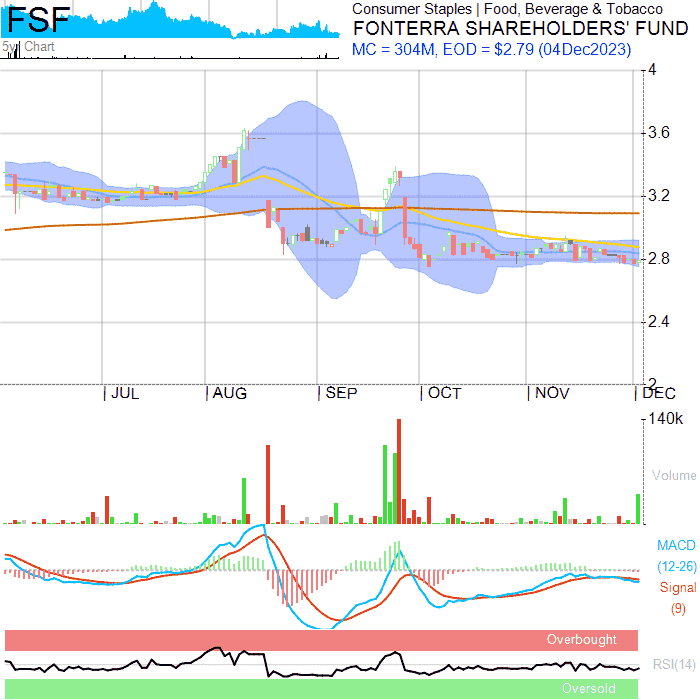 FSF
Consumer Staples | Food, Beverage & Tobacco
FONTERRA SHAREHOLDERS' FUND
MC = 304M, EOD = $2.79 (04Dec2023)
5yr Chart
4
3.6
3.2
2.8
2.4
2
JUL
AUG
SEP
OCT
NOV
DEC
140k
Volume
MACD
(12-26)
Signal
(9)
Overbought
RSI(14)
Oversold